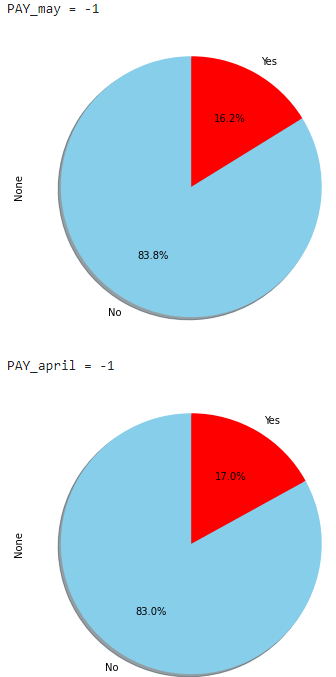 PAY_may = -1
Yes
16.2%
None
83.8%
No
PAY_april = -1
Yes
17.0%
None
83.0%
No